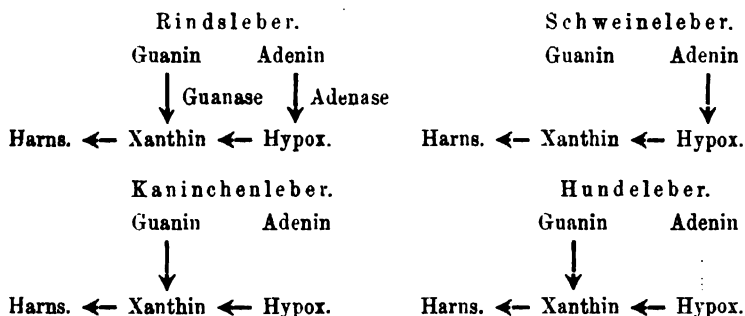 Rindsleber.
Guanin Adenin
Guanase Adenase
Harns. Xanthin Hypox.
Schweineleber.
Guanin Adenin
Harns. Xanthin Hypox.
Kaninchenleber.
Guanin Adenin
Harns. Xanthin Hypox.
Hundeleber.
Guanin Adenin
Harns. Xanthin Hypox.